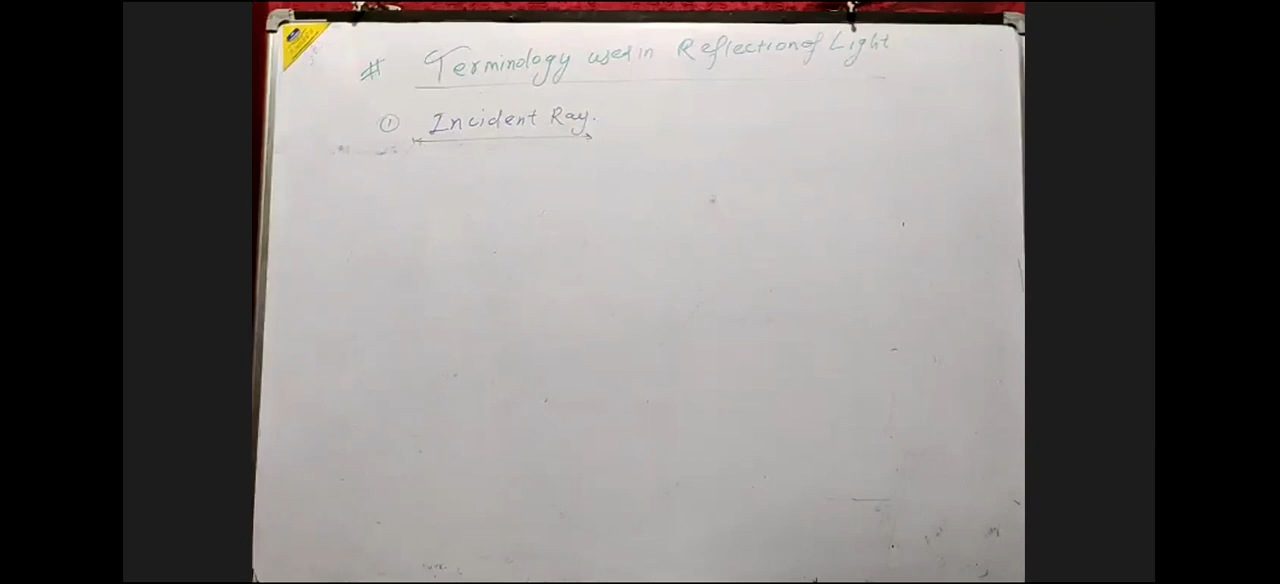 # Terminology used in Reflection of Light
① Incident Ray.